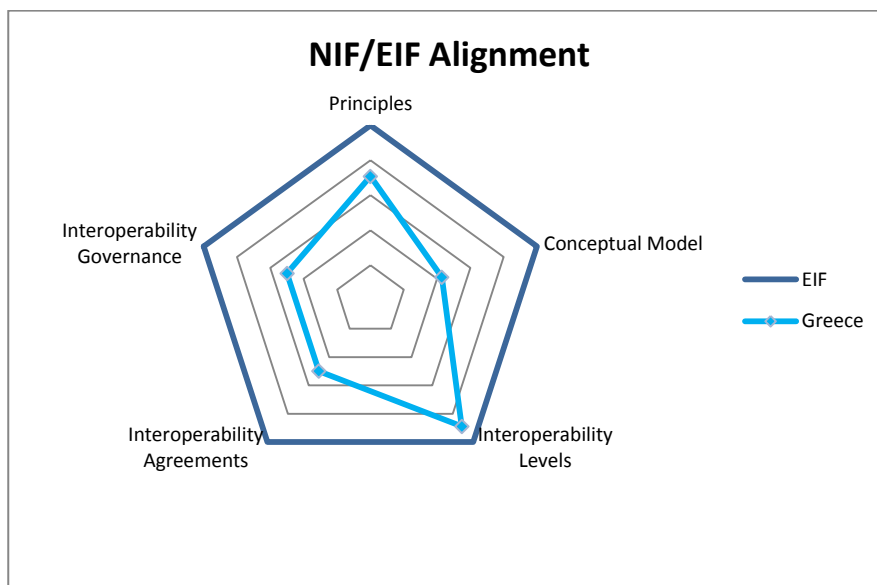 NIF/EIF Alignment
Principles
Interoperability
Governance
Conceptual Model
EIF
Greece
Interoperability
Agreements
Interoperability
Levels